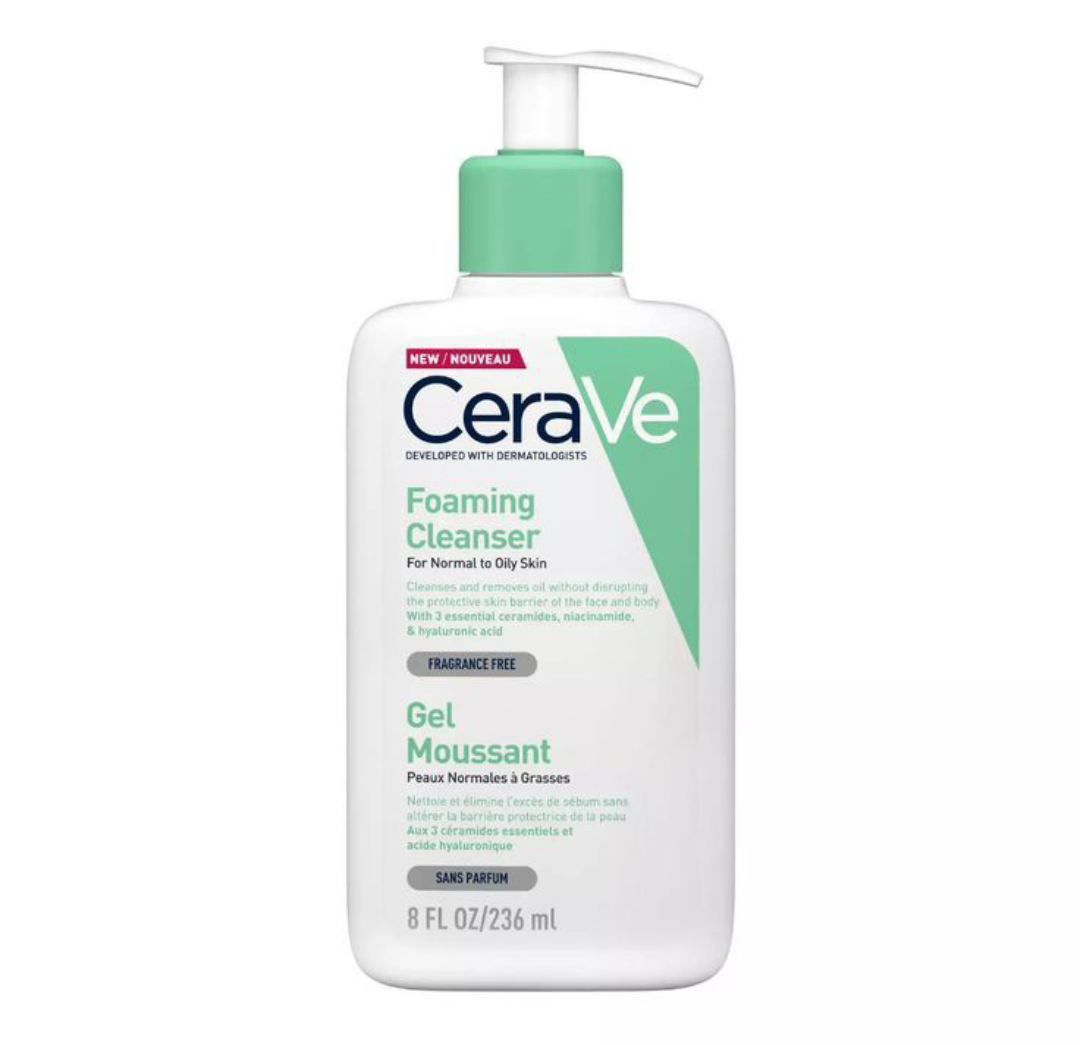 NEW / NOUVEAU
CeraVe
DEVELOPED WITH DERMATOLOGISTS
Foaming
Cleanser
For Normal to Oily Skin
Cleanses and removes oil without disrupting
the protective skin barrier of the face and body
With 3 essential ceramides, niacinamide,
& hyaluronic acid
FRAGRANCE FREE
Gel
Moussant
Peaux Normales à Grasses
Nettoie et élimine l'excès de sébum sans
altérer la barrière protectrice de la peau
Aux 3 céramides essentiels et
acide hyaluronique
SANS PARFUM
8 FL OZ/236 ml